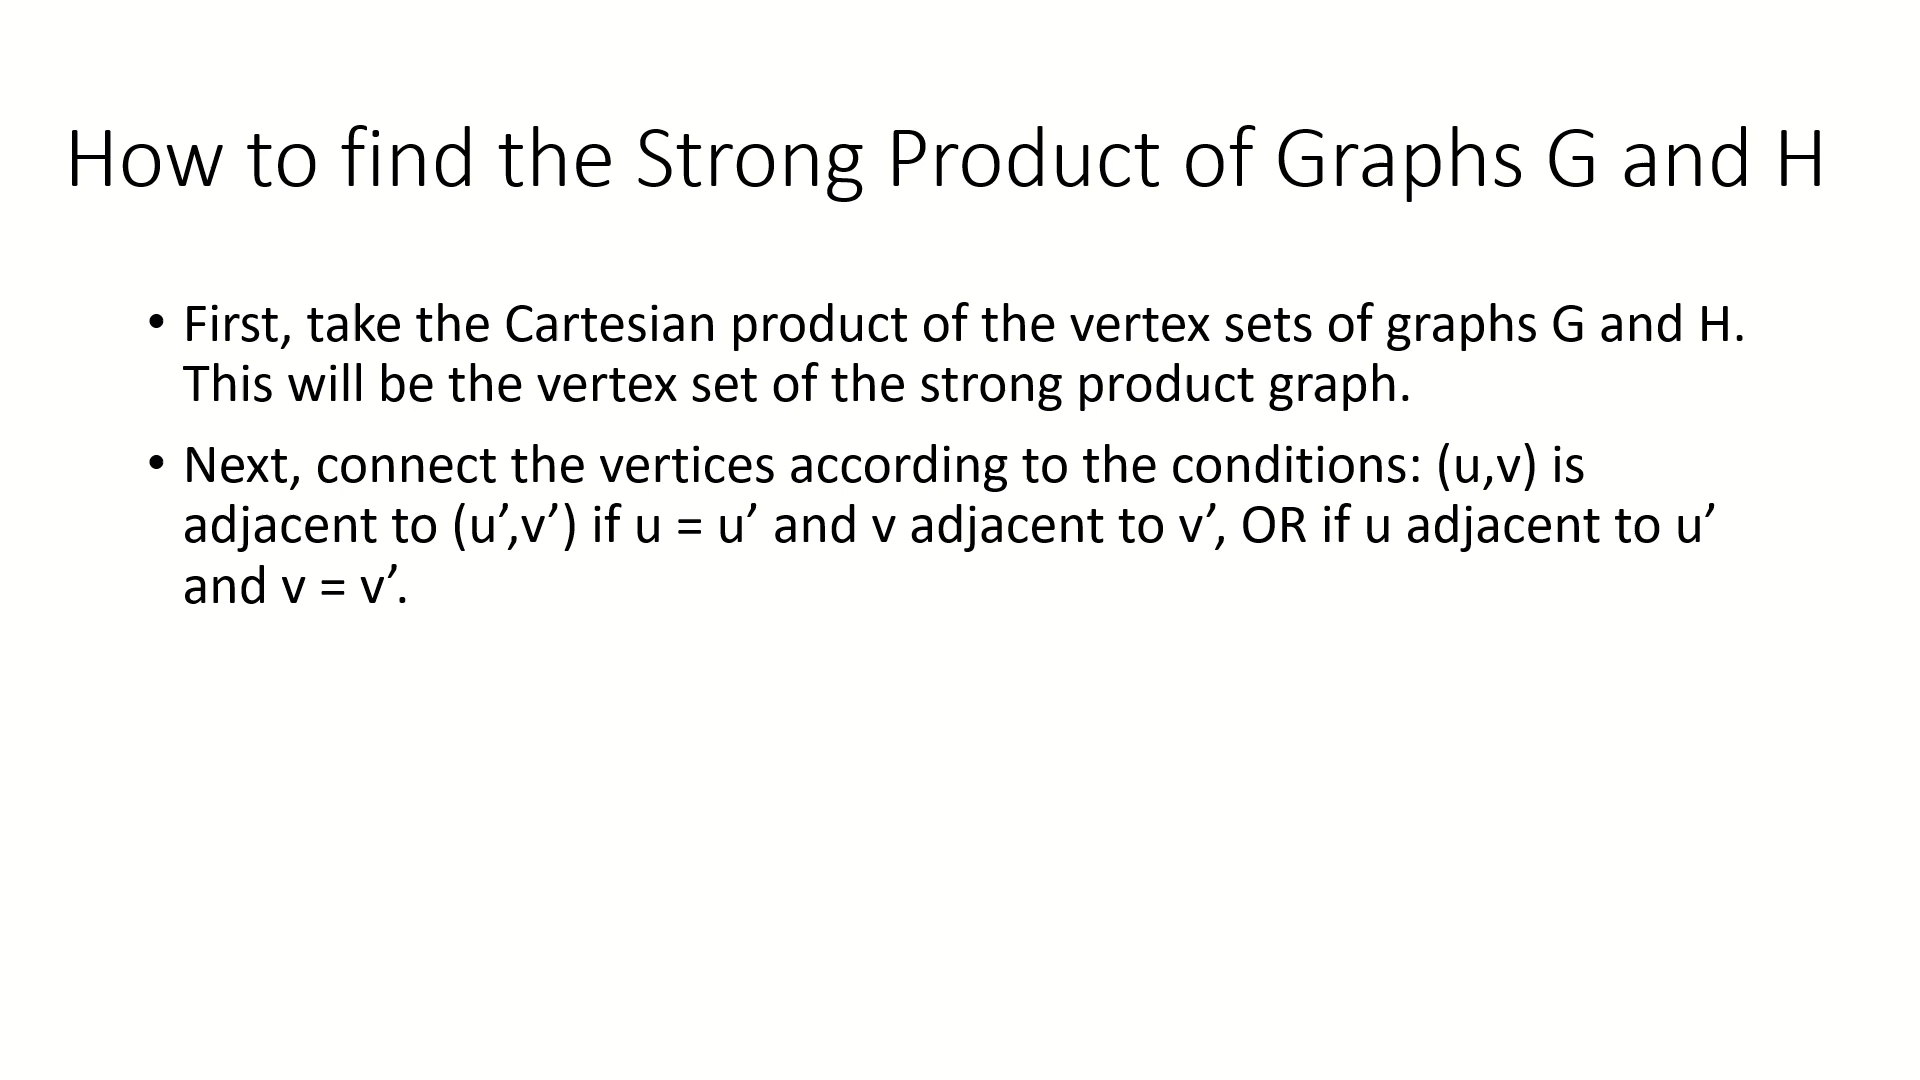 How to find the Strong Product of Graphs G and H
• First, take the Cartesian product of the vertex sets of graphs G and H.
This will be the vertex set of the strong product graph.
• Next, connect the vertices according to the conditions: (u,v) is
adjacent to (u’,v’) if u = u’ and v adjacent to v’, OR if u adjacent to u’
and v = v’.